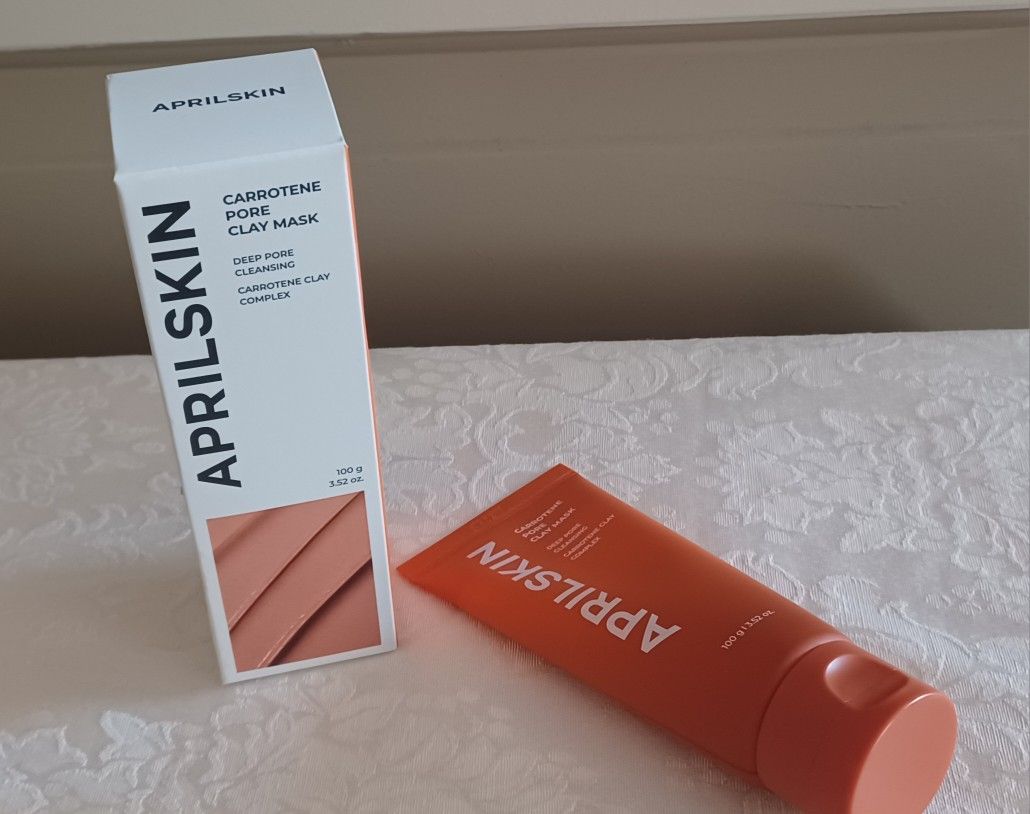 APRILSKIN
APRILSKIN
CARROTENE
PORE
CLAY MASK
DEEP PORE
CLEANSING
CARROTENE CLAY
COMPLEX
100 g
3.52 oz.
CARROTENE
PORE
CLAY MASK
DEEP PORE
CLEANSING
CARROTENE CLAY
COMPLEX
APRILSKIN
100 g | 3.52 oz.